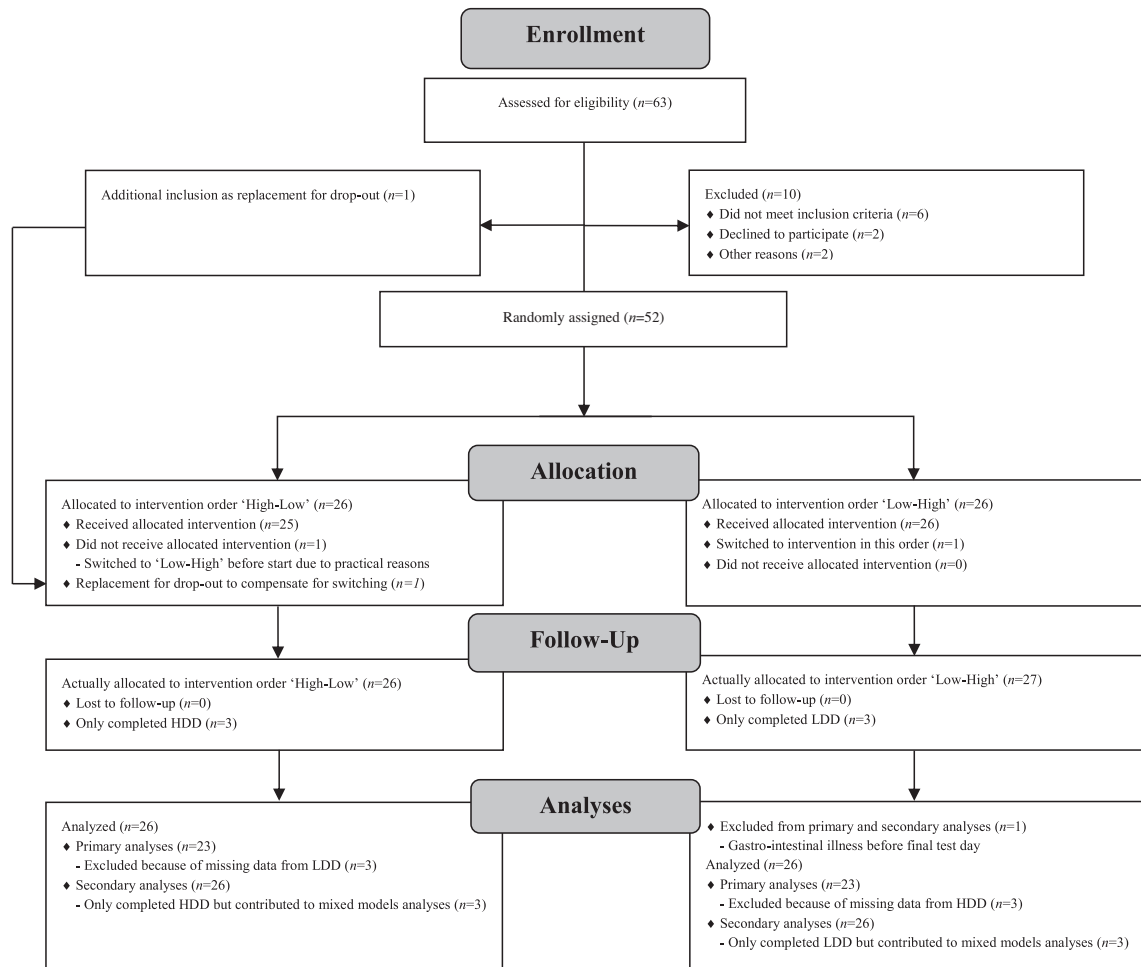 Enrollment
Assessed for eligibility (n=63)
Additional inclusion as replacement for drop-out (n=1)
Excluded (n=10)
♦ Did not meet inclusion criteria (n=6)
♦ Declined to participate (n=2)
♦ Other reasons (n=2)
Randomly assigned (n=52)
Allocation
Allocated to intervention order ‘High-Low’ (n=26)
♦ Received allocated intervention (n=25)
♦ Did not receive allocated intervention (n=1)
- Switched to ‘Low-High’ before start due to practical reasons
♦ Replacement for drop-out to compensate for switching (n=1)
Allocated to intervention order ‘Low-High’ (n=26)
♦ Received allocated intervention (n=26)
♦ Switched to intervention in this order (n=1)
♦ Did not receive allocated intervention (n=0)
Follow-Up
Actually allocated to intervention order ‘High-Low’ (n=26)
♦ Lost to follow-up (n=0)
♦ Only completed HDD (n=3)
Actually allocated to intervention order ‘Low-High’ (n=27)
♦ Lost to follow-up (n=0)
♦ Only completed LDD (n=3)
Analyses
Analyzed (n=26)
♦ Primary analyses (n=23)
- Excluded because of missing data from LDD (n=3)
♦ Secondary analyses (n=26)
- Only completed HDD but contributed to mixed models analyses (n=3)
♦ Excluded from primary and secondary analyses (n=1)
- Gastro-intestinal illness before final test day
Analyzed (n=26)
♦ Primary analyses (n=23)
- Excluded because of missing data from HDD (n=3)
♦ Secondary analyses (n=26)
- Only completed LDD but contributed to mixed models analyses (n=3)